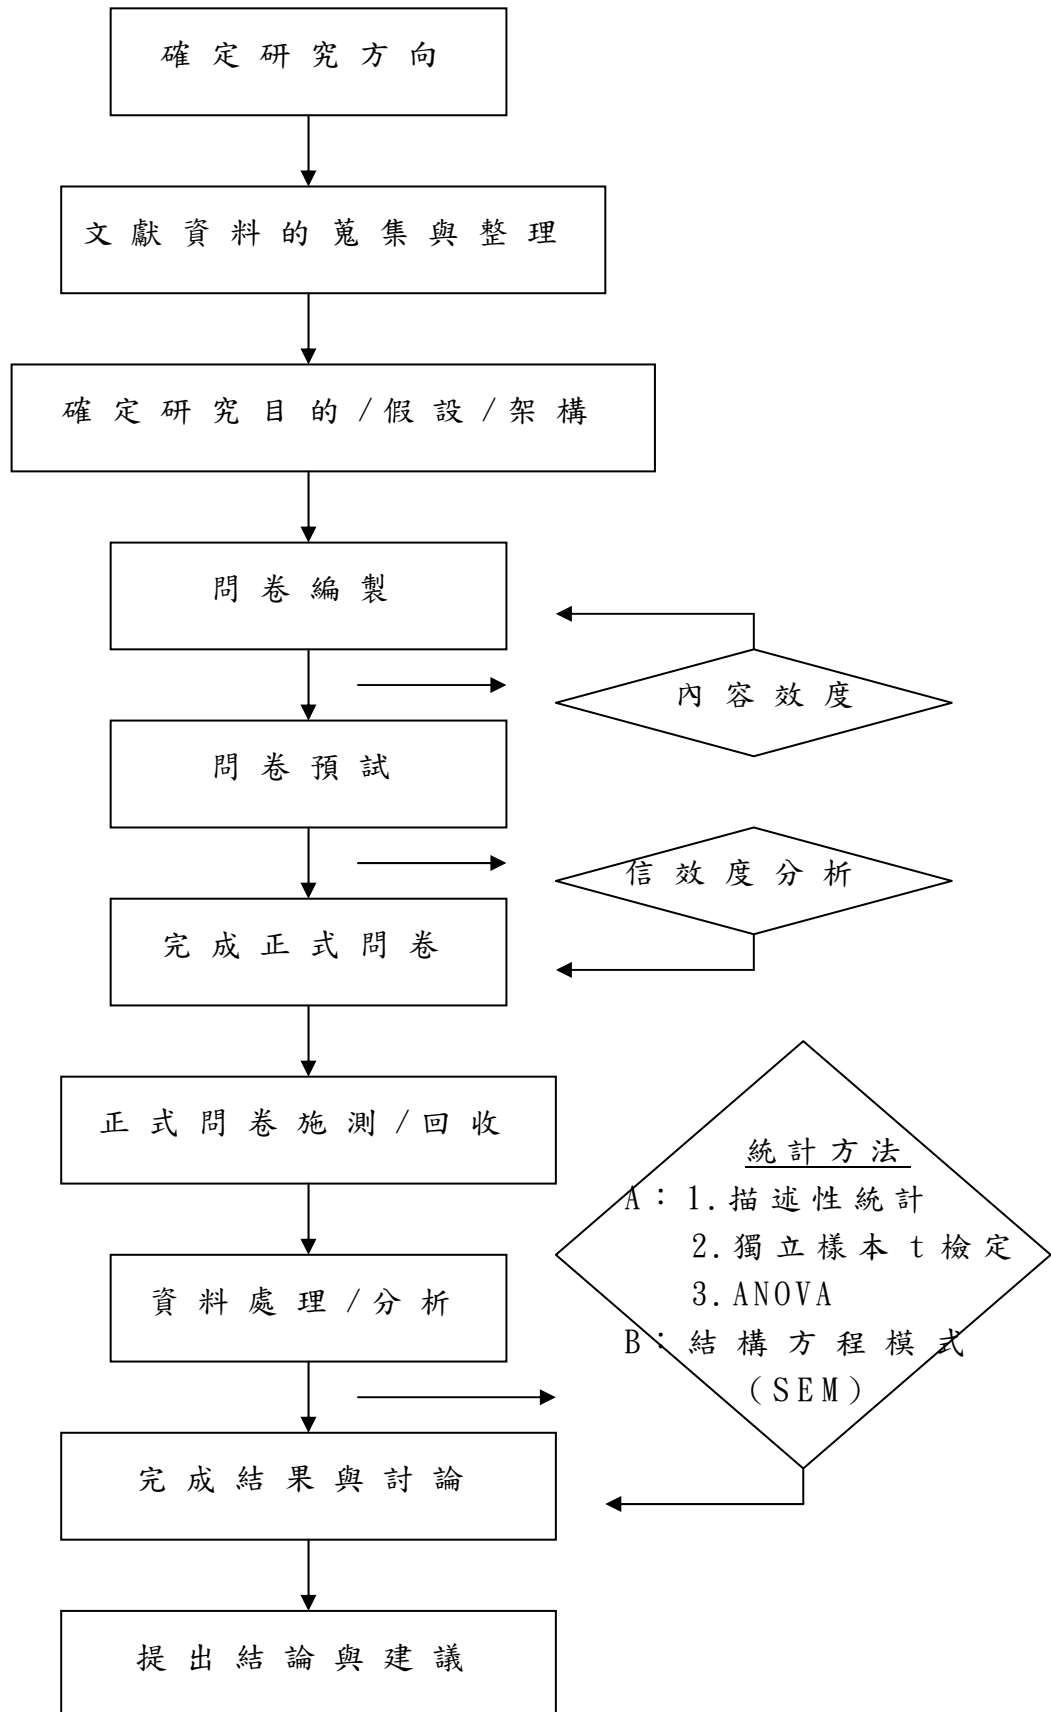 確定研究方向
文獻資料的蒐集與整理
確定研究目的/假設/架構
問卷編製
內容效度
問卷預試
信效度分析
完成正式問卷
正式問卷施測/回收
統計方法
A：1.描述性統計
2.獨立樣本 t檢定
3.ANOVA
B：結構方程模式
（SEM）
資料處理/分析
完成結果與討論
提出結論與建議